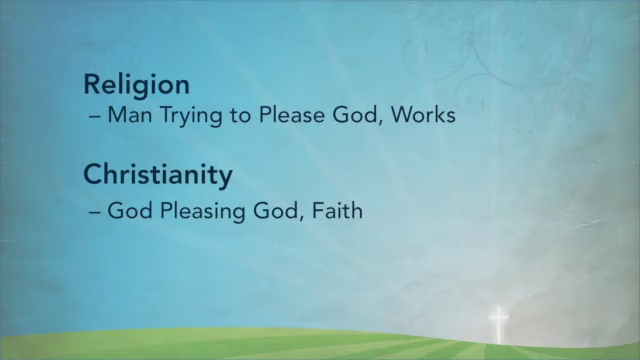 Religion
– Man Trying to Please God, Works
Christianity
– God Pleasing God, Faith